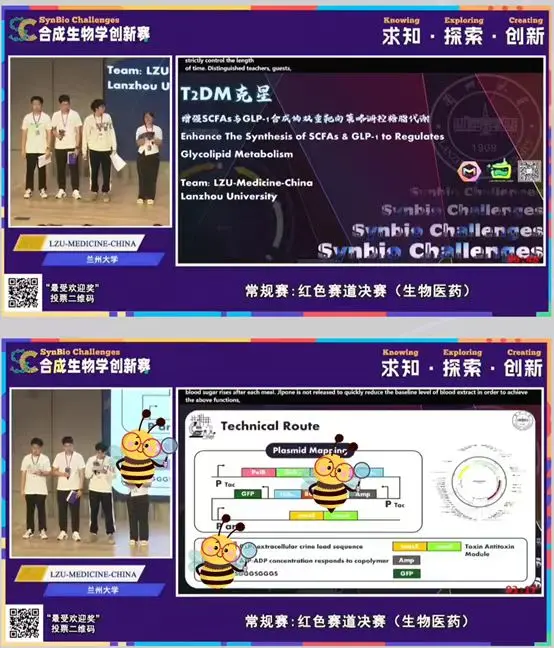 SynBio Challenges
合成生物学创新赛
Knowing Exploring Creating
求知·探索·创新
Team: LZU
Lanzhou Univ
LZU-MEDICINE-CHINA
兰州大学
strictly control the length
of time. Distinguished teachers, guests,
T2DM克星
增强SCFAs与GLP-1合成的双重靶向策略调控糖脂代谢
Enhance The Synthesis of SCFAs & GLP-1 to Regulates
Glycolipid Metabolism
Team: LZU-Medicine-China
Lanzhou University
1909
Synbio Challenges
Synbio Challenges
Synbio Challenges
Synbio Challenges
"最受欢迎奖"
投票二维码
常规赛:红色赛道决赛(生物医药)
SynBio Challenges
合成生物学创新赛
Knowing Exploring Creating
求知·探索·创新
LZU-MEDICINE-CHINA
兰州大学
blood sugar rises after each meal. Jlpone is not released to quickly reduce the baseline level of blood extract in order to achieve
the above functions,
Technical Route
Plasmid Mapping
P Tac
GFP
Amp
P Tac
extracellular crime lead sequence
Toxin Antitoxin
Module
ADP concentration responds to copolymer
Amp
GGGSGGGS
GFP
"最受欢迎奖"
投票二维码
常规赛:红色赛道决赛(生物医药)